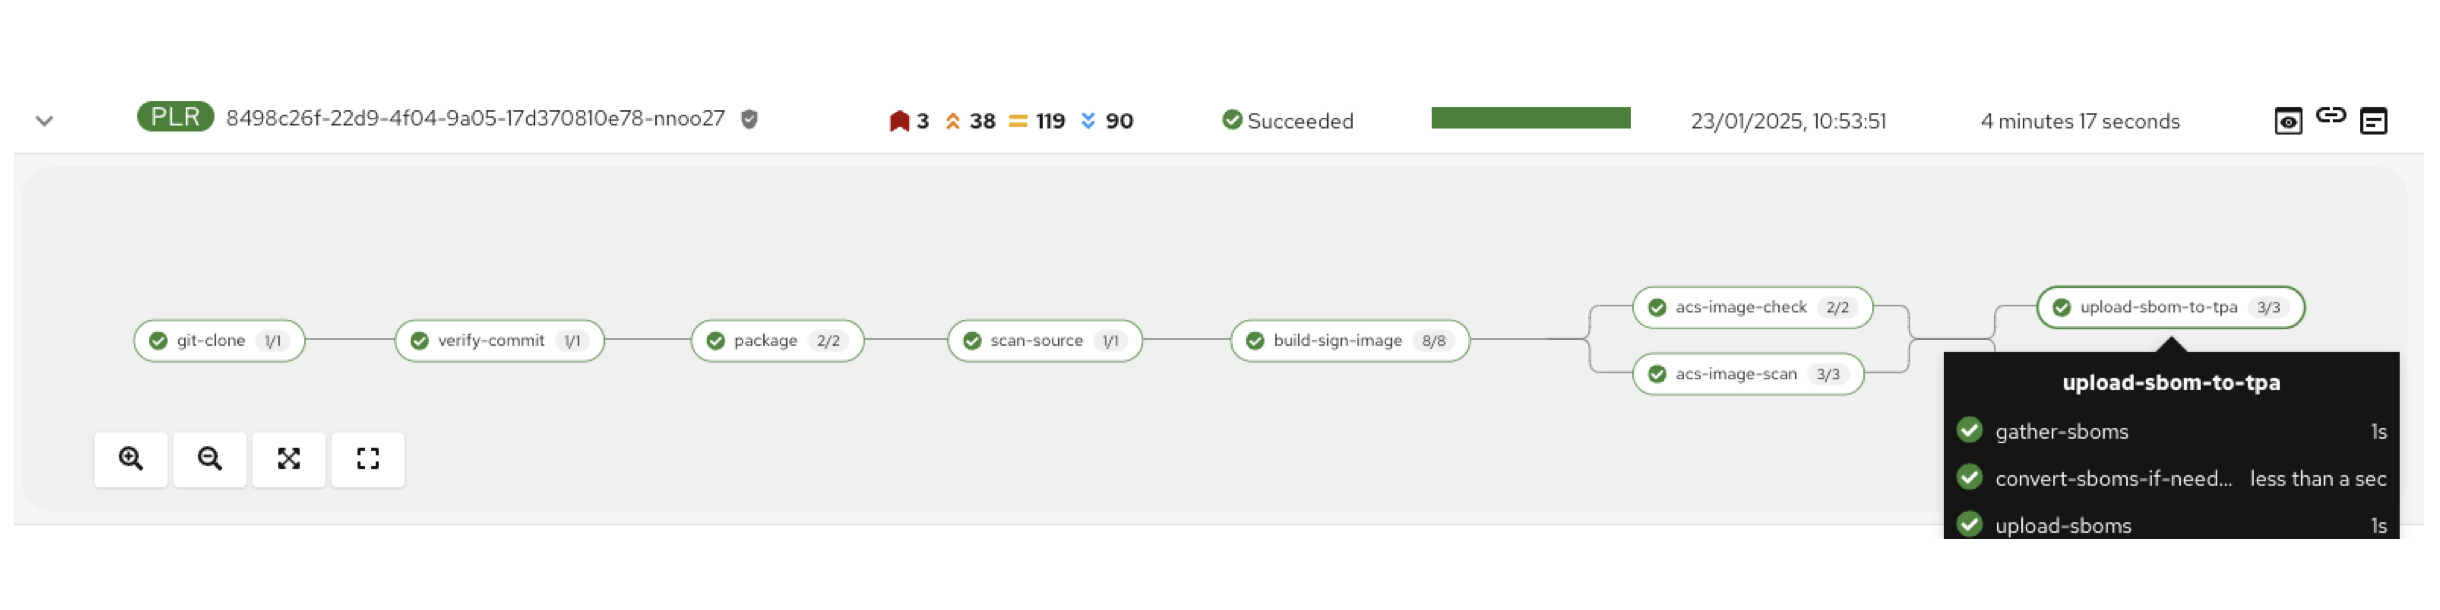 PLR 8498c26f-22d9-4f04-9a05-17d370810e78-nnoo27 3 38 119 90 Succeeded 23/01/2025, 10:53:51 4 minutes 17 seconds
git-clone 1/1
verify-commit 1/1
package 2/2
scan-source 1/1
build-sign-image 8/8
acs-image-check 2/2
acs-image-scan 3/3
upload-sbom-to-tpa 3/3
upload-sbom-to-tpa
gather-sboms 1s
convert-sboms-if-need... less than a sec
upload-sboms 1s